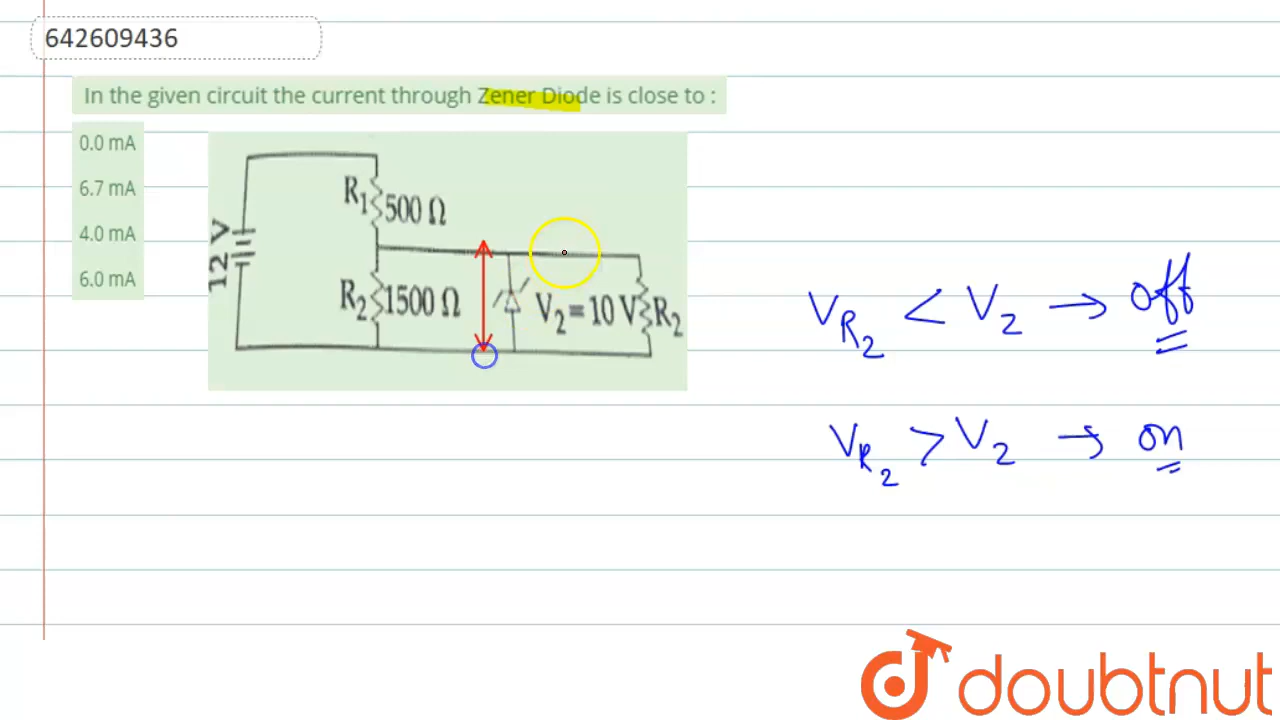 642609436
In the given circuit the current through Zener Diode is close to :
0.0 mA
6.7 mA
4.0 mA
6.0 mA
12 V
R₁ 500 Ω
R₂ 1500 Ω
V₂ = 10 V
R₂
V_R₂ < V₂ → off
V_R₂ > V₂ → on
doubtnut